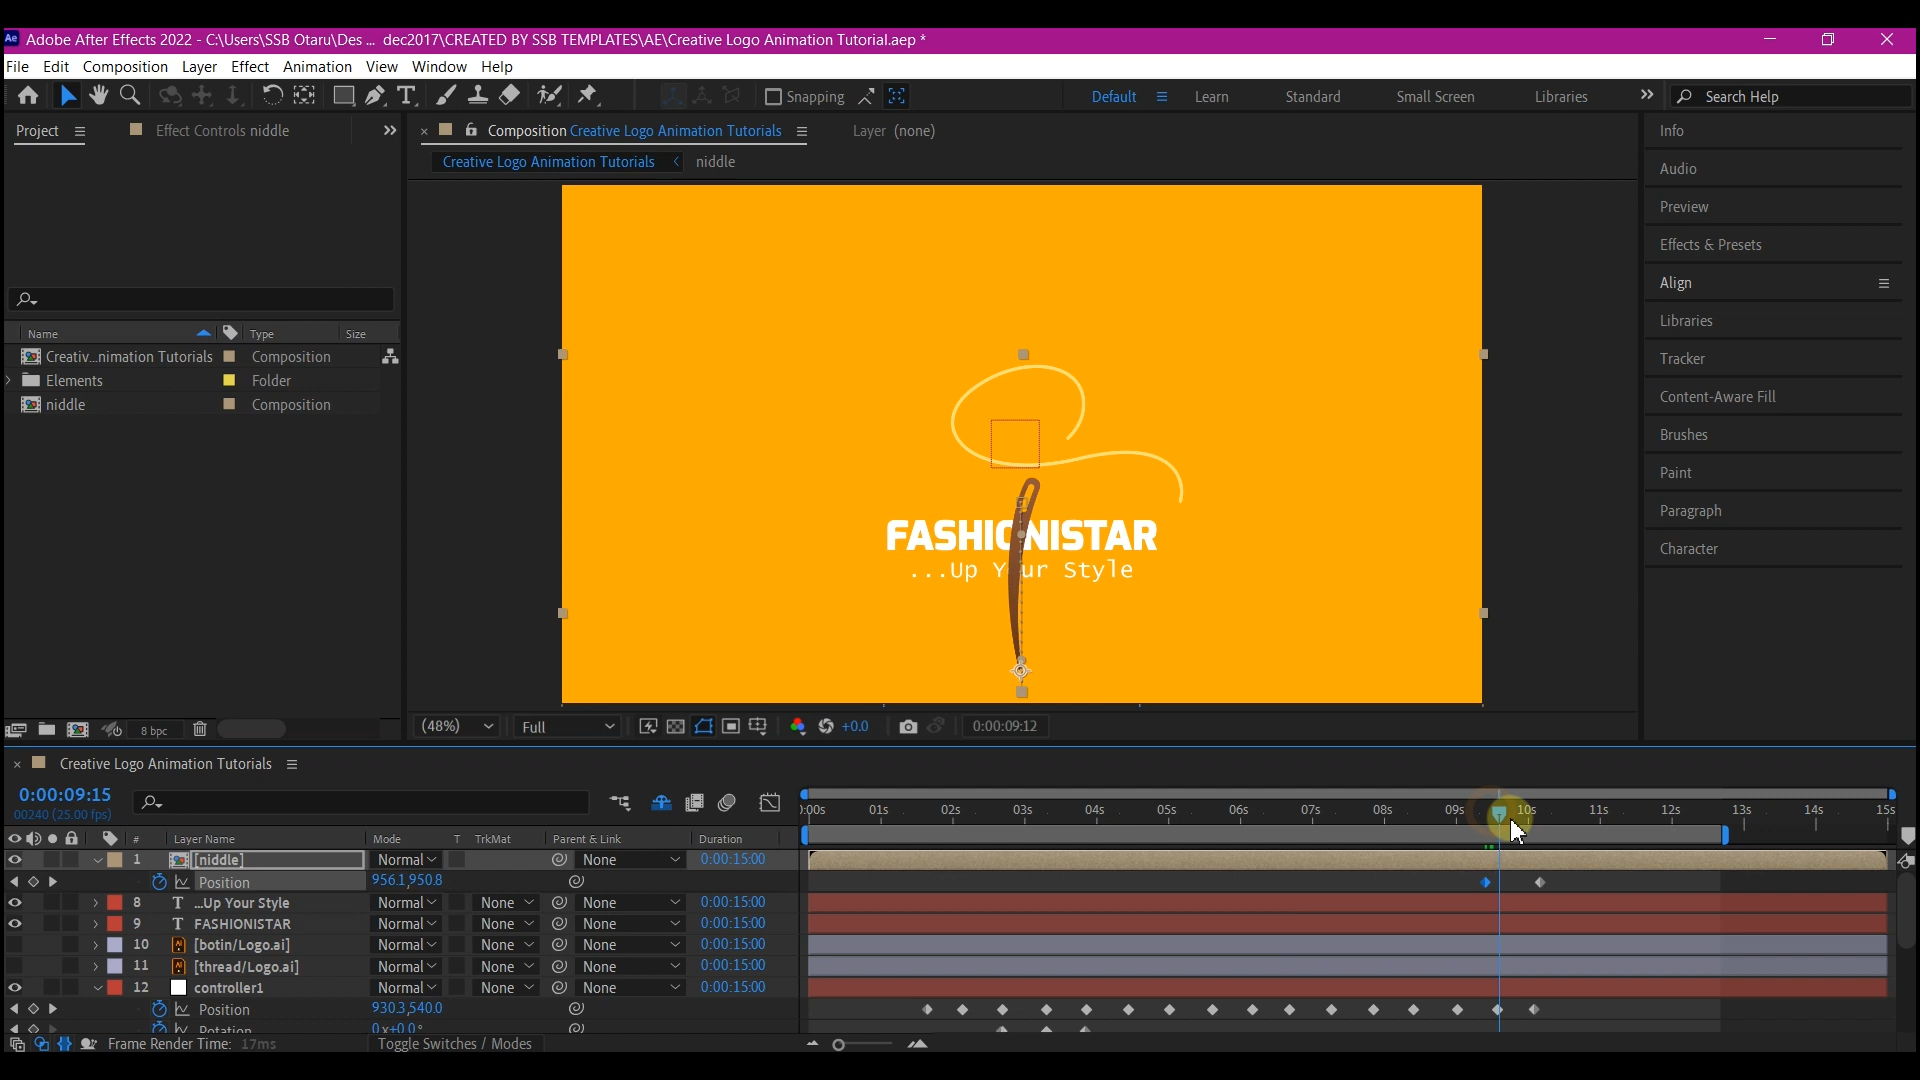 Ae Adobe After Effects 2022 - C:\Users\SSB Otaru\Des ... dec2017\CREATED BY SSB TEMPLATES\AE\Creative Logo Animation Tutorial.aep *
File Edit Composition Layer Effect Animation View Window Help
Snapping Default Learn Standard Small Screen Libraries Search Help
Project Effect Controls niddle
Composition Creative Logo Animation Tutorials Layer (none)
Creative Logo Animation Tutorials niddle
Info
Audio
Preview
Effects & Presets
Align
Libraries
Tracker
Content-Aware Fill
Brushes
Paint
Paragraph
Character
Name Type Size
Creativ...nimation Tutorials Composition
Elements Folder
niddle Composition
FASHIONISTAR
...Up Your Style
8 bpc
(48%) Full +0.0 0:00:09:12
Creative Logo Animation Tutorials
0:00:09:15
00240 (25.00 fps)
):00s 01s 02s 03s 04s 05s 06s 07s 08s 09s 10s 11s 12s 13s 14s 15s
# Layer Name Mode T TrkMat Parent & Link Duration
1 [niddle] Normal None 0:00:15:00
Position 956.1,950.8
8 T ...Up Your Style Normal None None 0:00:15:00
9 T FASHIONISTAR Normal None None 0:00:15:00
10 Ai [botin/Logo.ai] Normal None None 0:00:15:00
11 Ai [thread/Logo.ai] Normal None None 0:00:15:00
12 controller1 Normal None None 0:00:15:00
Position 930.3,540.0
Rotation 0x+0.0°
Frame Render Time: 17ms Toggle Switches / Modes